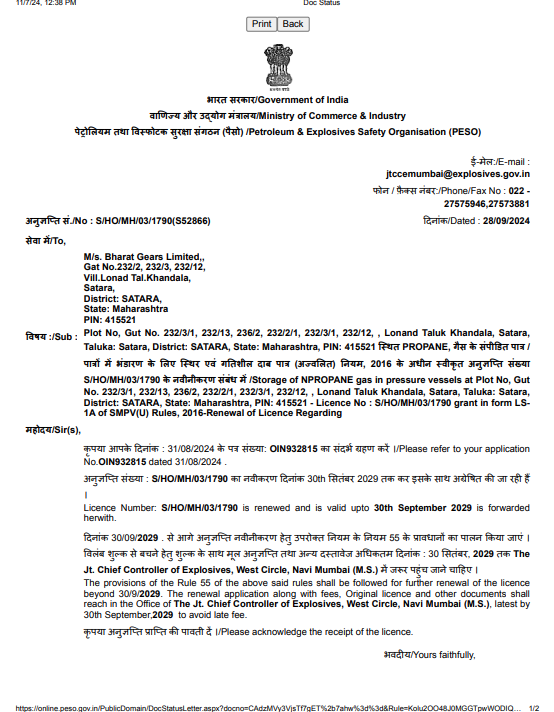 11/7/24, 12:38 PM
Doc Status
Print Back
भारत सरकार/Government of India
वाणिज्य और उद्योग मंत्रालय/Ministry of Commerce & Industry
पेट्रोलियम तथा विस्फोटक सुरक्षा संगठन (पैसो) /Petroleum & Explosives Safety Organisation (PESO)
ई-मेल:/E-mail :
jtccemumbai@explosives.gov.in
फोन / फ़ैक्स नंबर:/Phone/Fax No : 022 -
27575946,27573881
अनुज्ञप्ति सं./No : S/HO/MH/03/1790(S52866)
दिनांक/Dated : 28/09/2024
सेवा में/To,
M/s. Bharat Gears Limited,,
Gat No.232/2, 232/3, 232/12,
Vill.Lonad Tal.Khandala,
Satara,
District: SATARA,
State: Maharashtra
PIN: 415521
विषय :/Sub : Plot No, Gut No. 232/3/1, 232/13, 236/2, 232/2/1, 232/3/1, 232/12, , Lonand Taluk Khandala, Satara,
Taluka: Satara, District: SATARA, State: Maharashtra, PIN: 415521 स्थित PROPANE, गैस के संपीडित पात्र /
पात्रों में भंडारण के लिए स्थिर एवं गतिशील दाब पात्र (अज्वलित) नियम, 2016 के अधीन स्वीकृत अनुज्ञप्ति संख्या
S/HO/MH/03/1790 के नवीनीकरण संबंध में /Storage of NPROPANE gas in pressure vessels at Plot No, Gut
No. 232/3/1, 232/13, 236/2, 232/2/1, 232/3/1, 232/12, , Lonand Taluk Khandala, Satara, Taluka: Satara,
District: SATARA, State: Maharashtra, PIN: 415521 - Licence No : S/HO/MH/03/1790 grant in form LS-
1A of SMPV(U) Rules, 2016-Renewal of Licence Regarding
महोदय/Sir(s),
कृपया आपके दिनांक : 31/08/2024 के पत्र संख्या: OIN932815 का संदर्भ ग्रहण करें ।/Please refer to your application
No.OIN932815 dated 31/08/2024 .
अनुज्ञप्ति संख्या : S/HO/MH/03/1790 का नवीकरण दिनांक 30th सितंबर 2029 तक कर इसके साथ अग्रेषित की जा रही हैं
।
Licence Number: S/HO/MH/03/1790 is renewed and is valid upto 30th September 2029 is forwarded
herwith.
दिनांक 30/09/2029 . से आगे अनुज्ञप्ति नवीनीकरण हेतु उपरोक्त नियम के नियम 55 के प्रावधानों का पालन किया जाएं ।
विलंब शुल्क से बचने हेतु शुल्क के साथ मूल अनुज्ञप्ति तथा अन्य दस्तावेज अधिकतम दिनांक : 30 सितंबर, 2029 तक The
Jt. Chief Controller of Explosives, West Circle, Navi Mumbai (M.S.) में जरूर पहुंच जाने चाहिए ।
The provisions of the Rule 55 of the above said rules shall be followed for further renewal of the licence
beyond 30/9/2029. The renewal application along with fees, Original licence and other documents shall
reach in the Office of The Jt. Chief Controller of Explosives, West Circle, Navi Mumbai (M.S.), latest by
30th September,2029 to avoid late fee.
कृपया अनुज्ञप्ति प्राप्ति की पावती दें ।/Please acknowledge the receipt of the licence.
भवदीय/Yours faithfully,
https://online.peso.gov.in/PublicDomain/DocStatusLetter.aspx?docno=CAdzMVy3VjsTf7gET%2b7ahw%3d%3d&Rule=Kolu2OO48J0MGGTpwWODIQ... 1/2